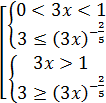 0 < 3x < 1
3 ≤ (3x)^{-2/5}
3x > 1
3 ≥ (3x)^{-2/5}